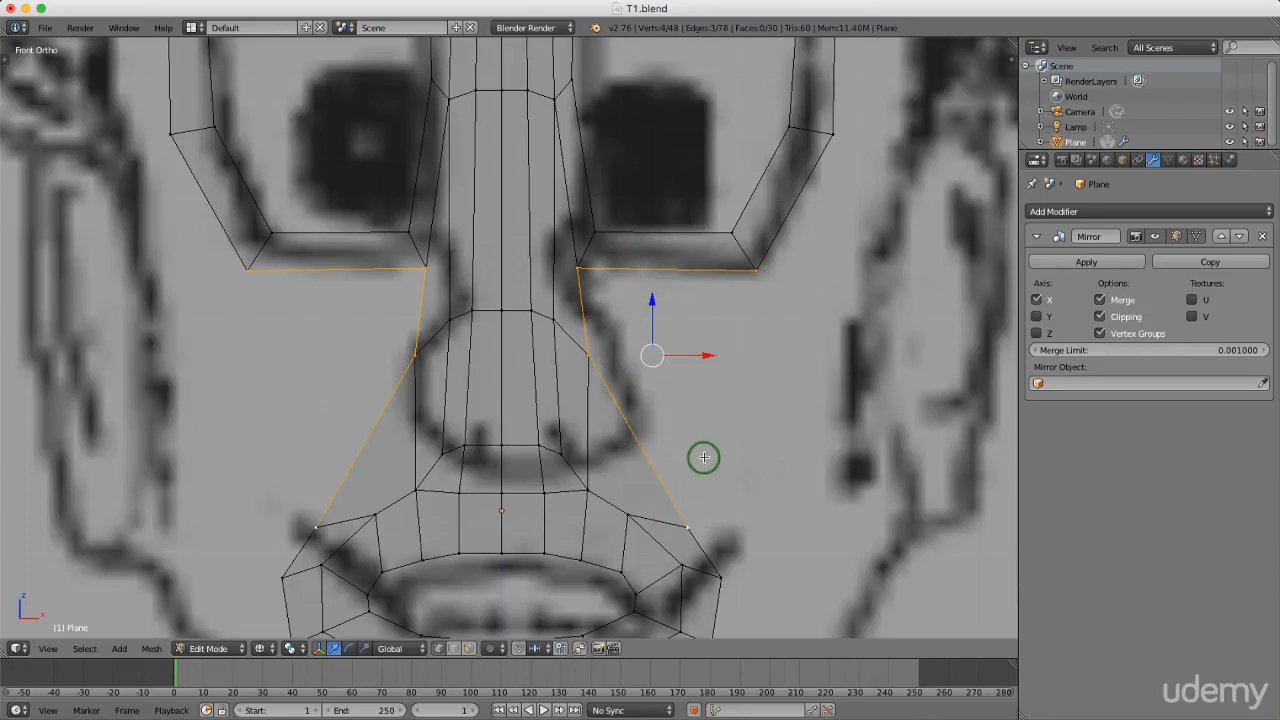 T1.blend
File Render Window Help Default Scene Blender Render v2.76 | Verts:4/48 | Edges:3/78 | Faces:0/30 | Tris:60 | Mem:11.40M | Plane
Front Ortho
View Search All Scenes
Scene
RenderLayers
World
Camera
Lamp
Plane
Plane
Add Modifier
Mirror
Apply Copy
Axis: Options: Textures:
X Merge U
Y Clipping V
Z Vertex Groups
Merge Limit: 0.001000
Mirror Object:
z
x
(1) Plane
View Select Add Mesh Edit Mode Global
-50 -40 -30 -20 -10 0 10 20 30 40 50 60 70 80 90 100 110 120 130 140 150 160 170 180 190 200 210 220 230 240 250 260 270 280
View Marker Frame Playback Start: 1 End: 250 1 No Sync
udemy